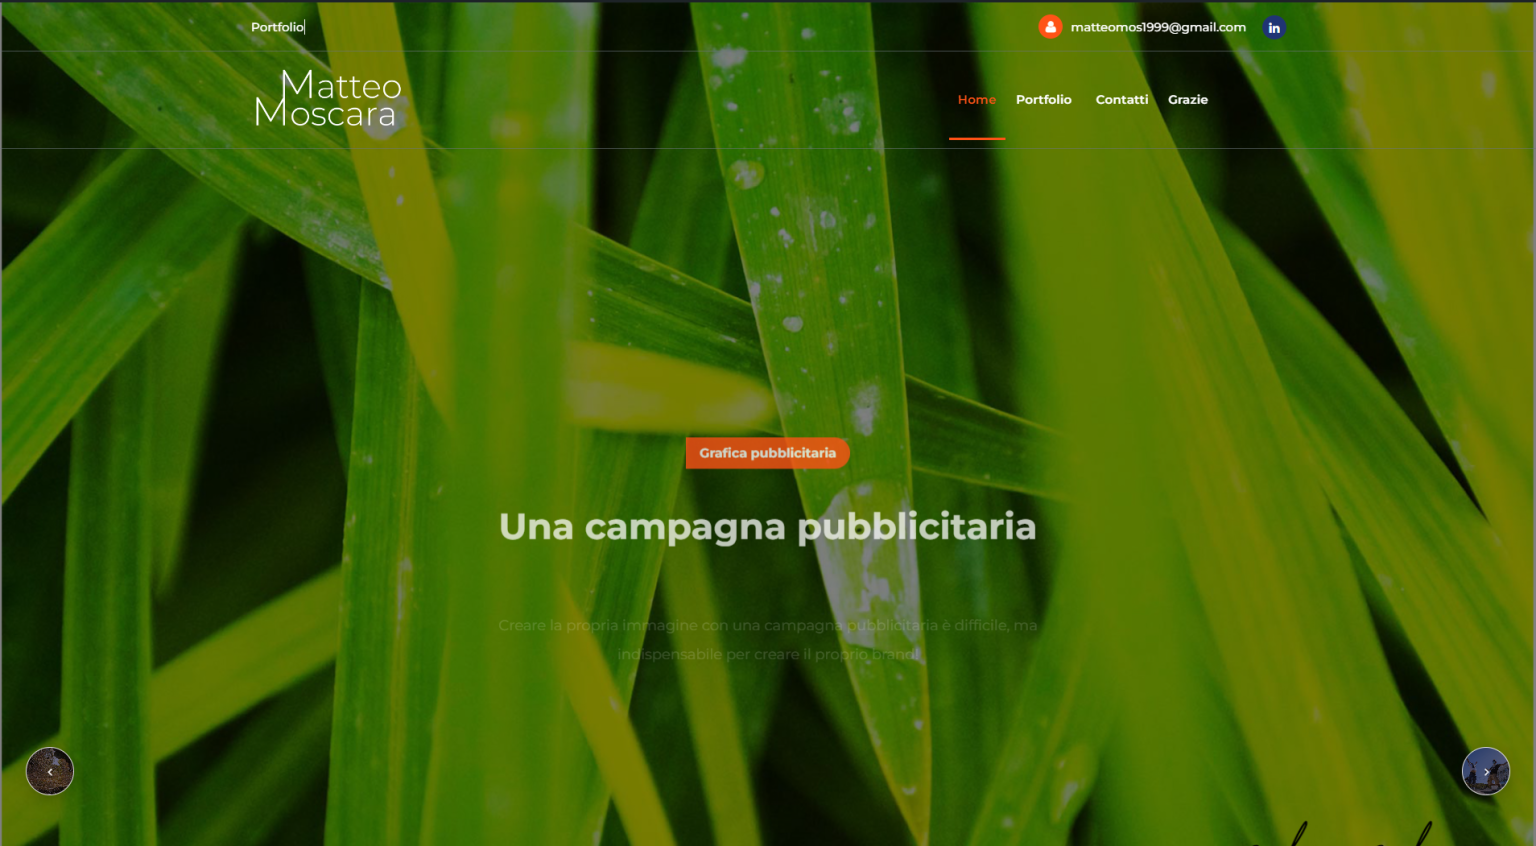 Portfolio
matteomos1999@gmail.com
in
Matteo
Moscara
Home
Portfolio
Contatti
Grazie
Grafica pubblicitaria
Una campagna pubblicitaria
Creare la propria immagine con una campagna pubblicitaria è difficile, ma
indispensabile per creare il proprio brand!